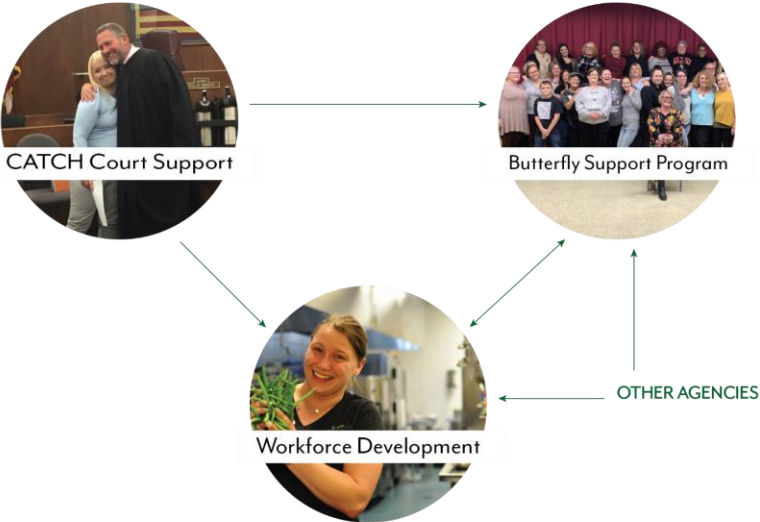 CATCH Court Support
Butterfly Support Program
OTHER AGENCIES
Workforce Development